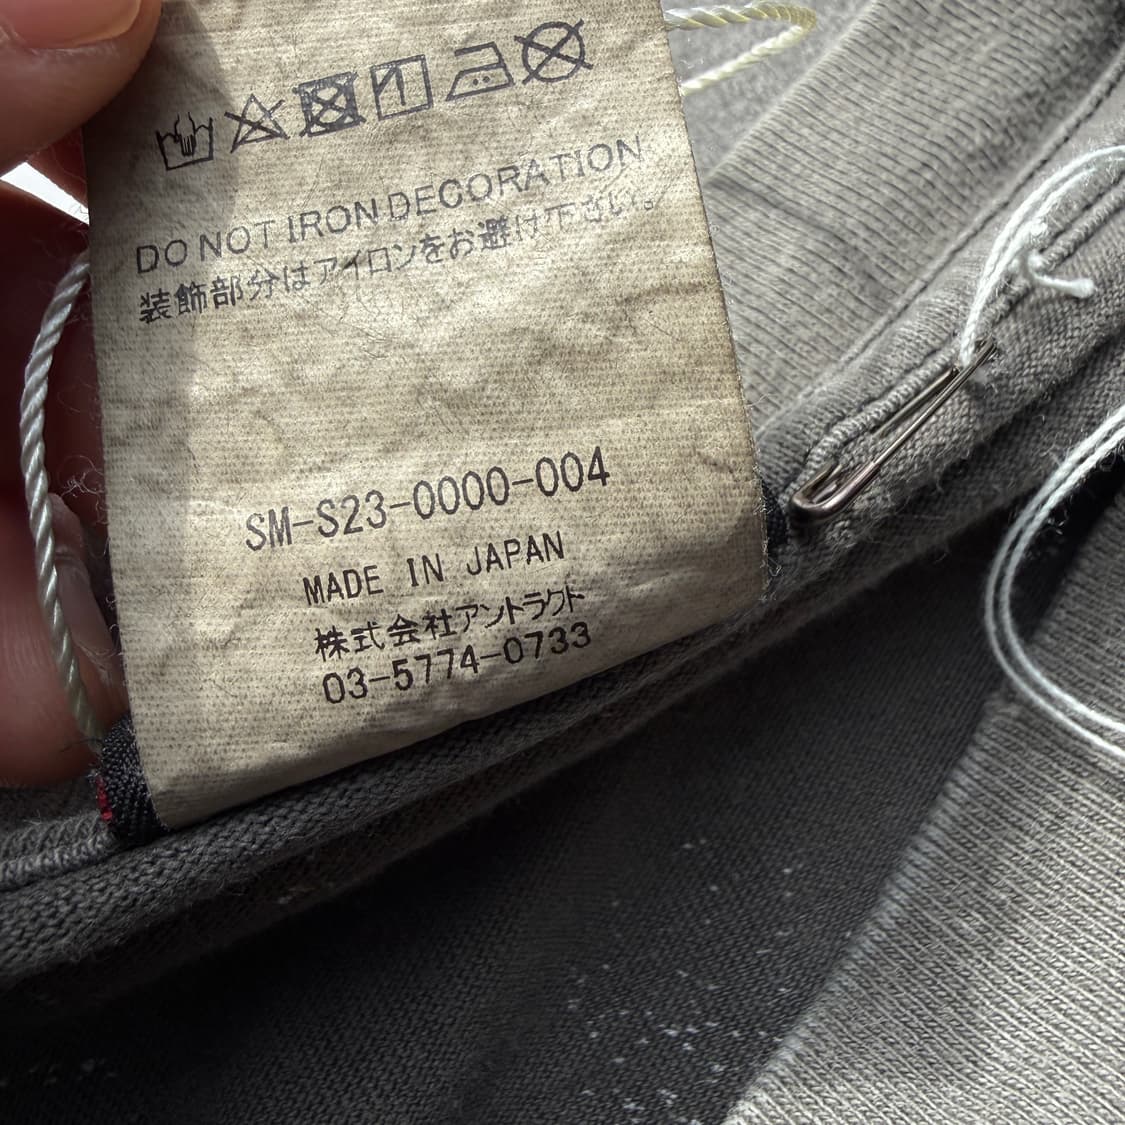 DO NOT IRON DECORATION
装飾部分はアイロンをお避け下さい。
SM-S23-0000-004
MADE IN JAPAN
株式会社アントラクト
03-5774-0733